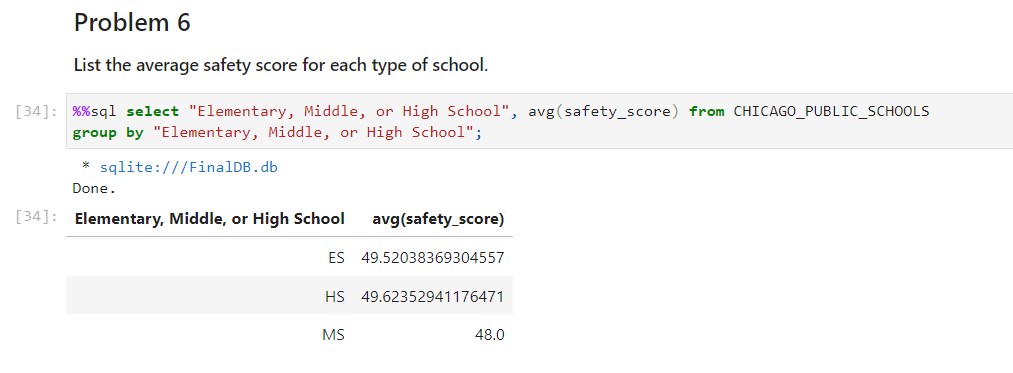 Problem 6
List the average safety score for each type of school.
[34]: %%sql select "Elementary, Middle, or High School", avg(safety_score) from CHICAGO_PUBLIC_SCHOOLS
group by "Elementary, Middle, or High School";
* sqlite:///FinalDB.db
Done.
[34]: Elementary, Middle, or High School avg(safety_score)
ES 49.52038369304557
HS 49.62352941176471
MS 48.0